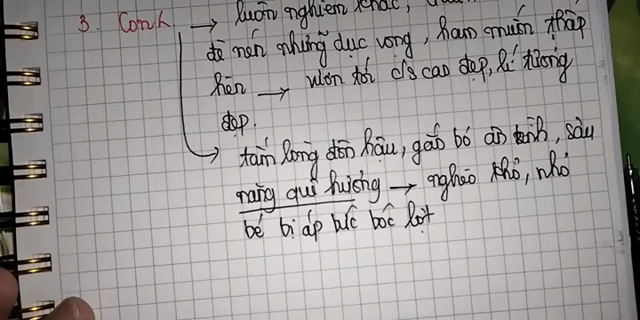 3. Con → luôn nghiêm khắc,
đè nén những dục vọng, ham muốn thấp
hèn → vươn tới c/s cao đẹp, lí tưởng
đẹp.
→ tấm lòng đôn hậu, gắn bó ân tình, sâu
nặng quê hương → nghèo khổ, nhỏ
bé bị áp bức bóc lột